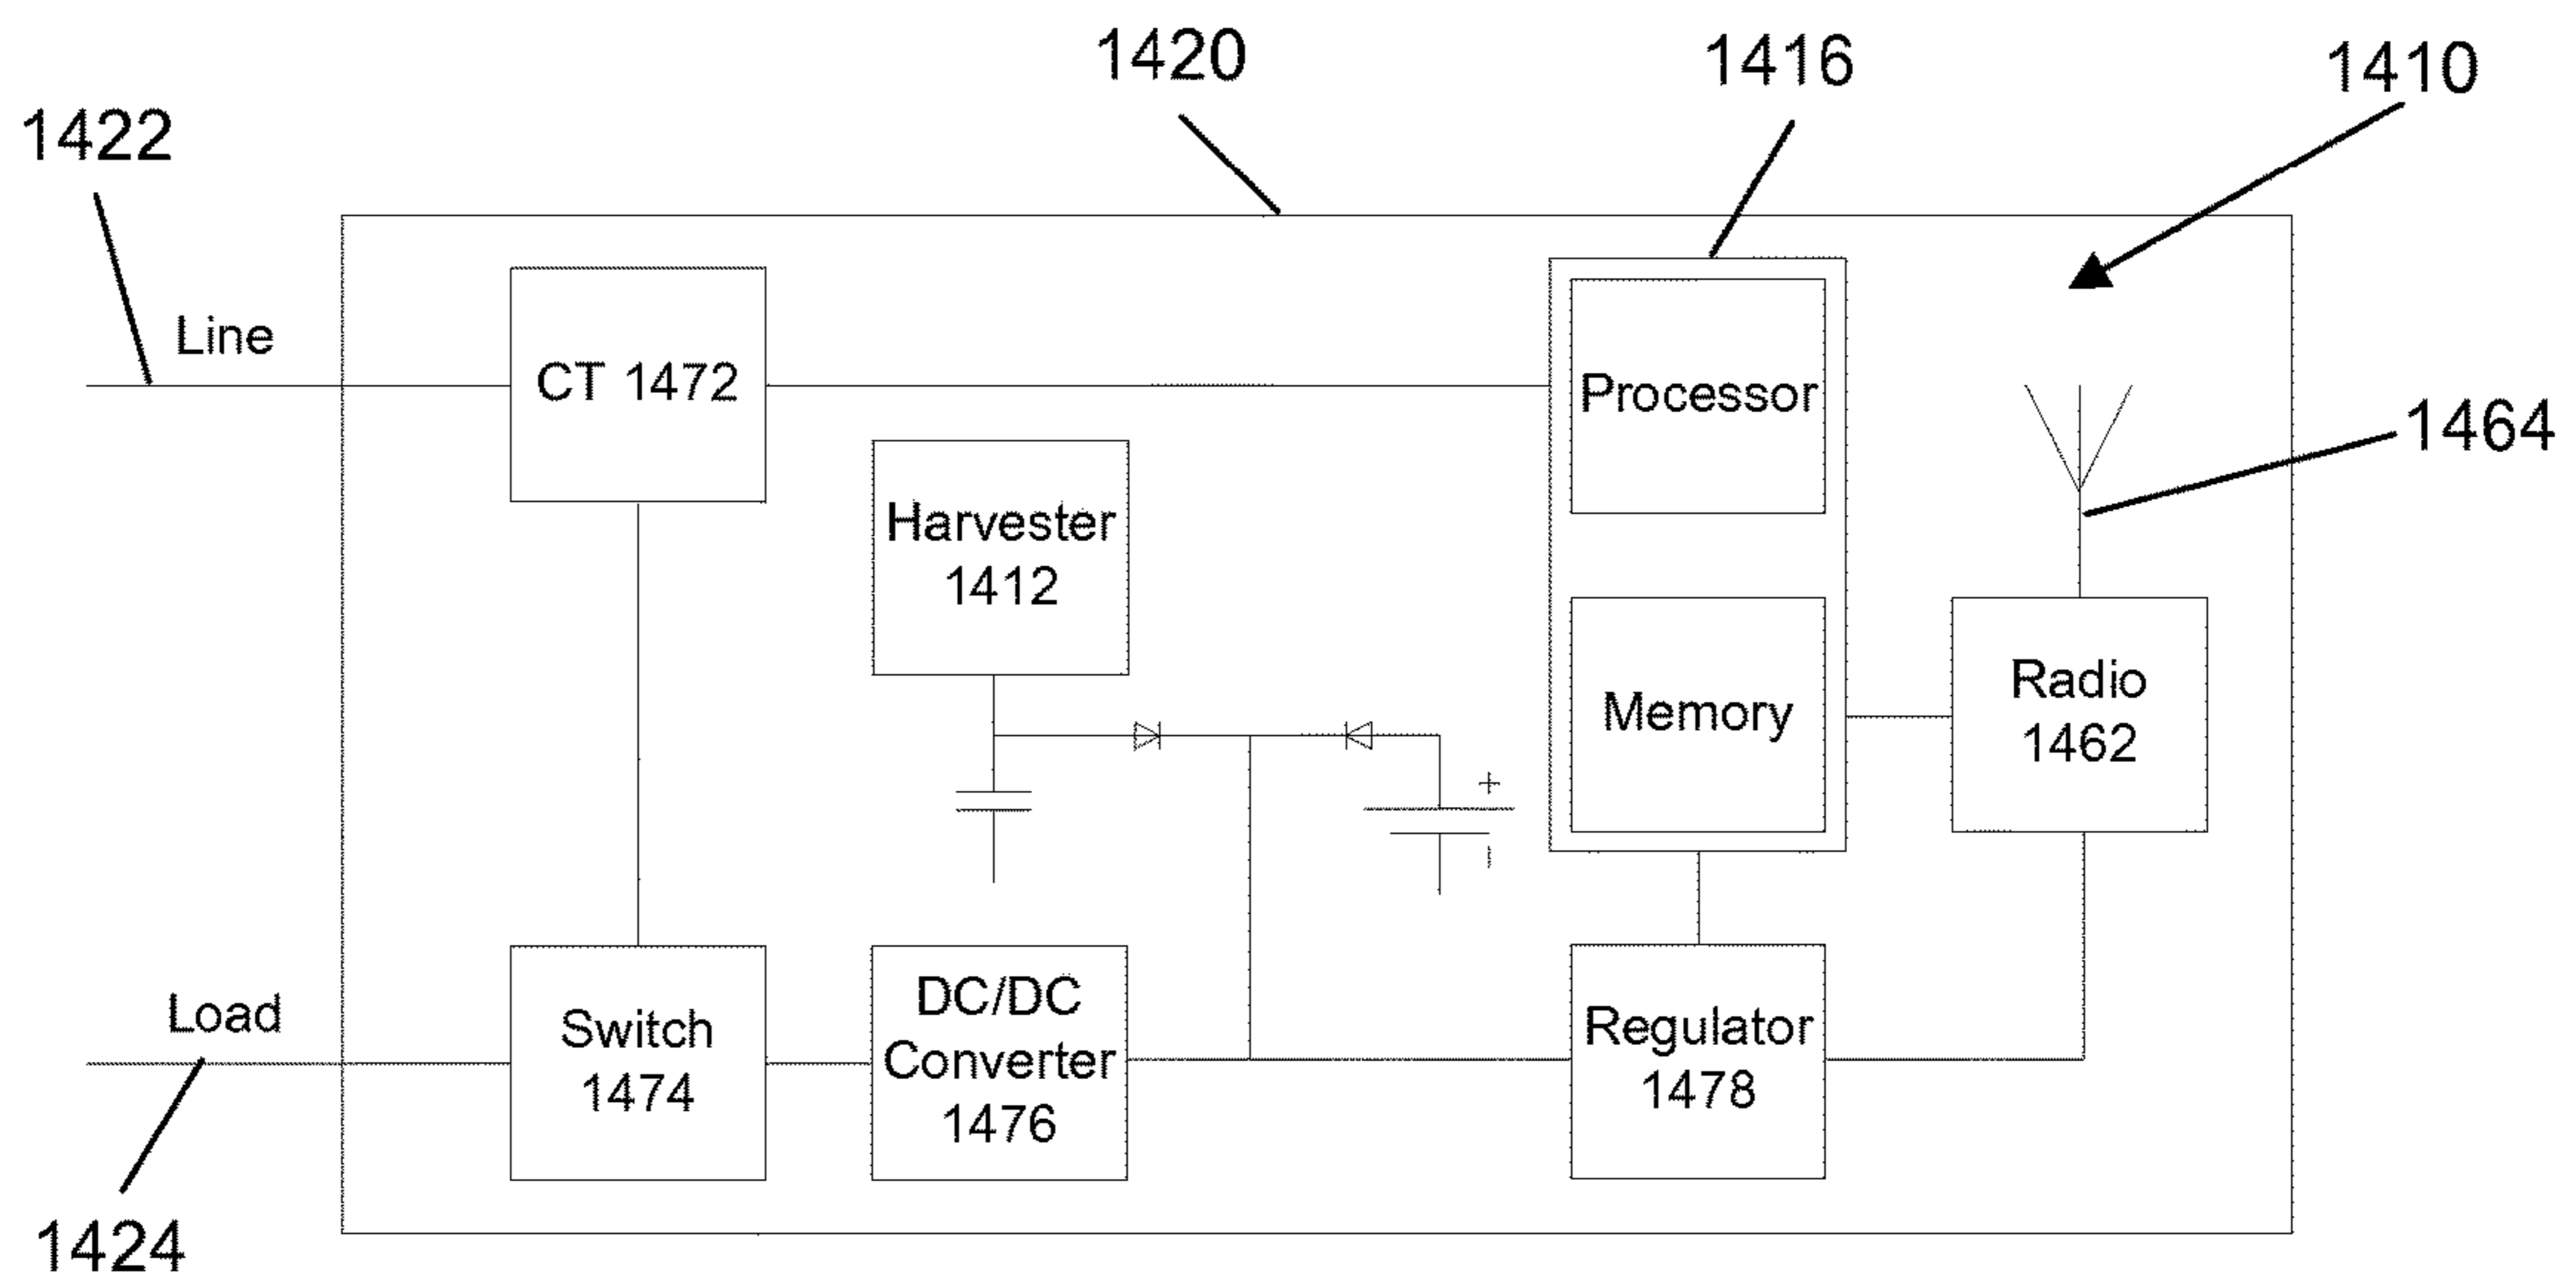 1420
1416
1410
1422
Line
CT 1472
Processor
1464
Harvester
1412
Memory
Radio
1462
+
-
Load
Switch
1474
DC/DC
Converter
1476
Regulator
1478
1424